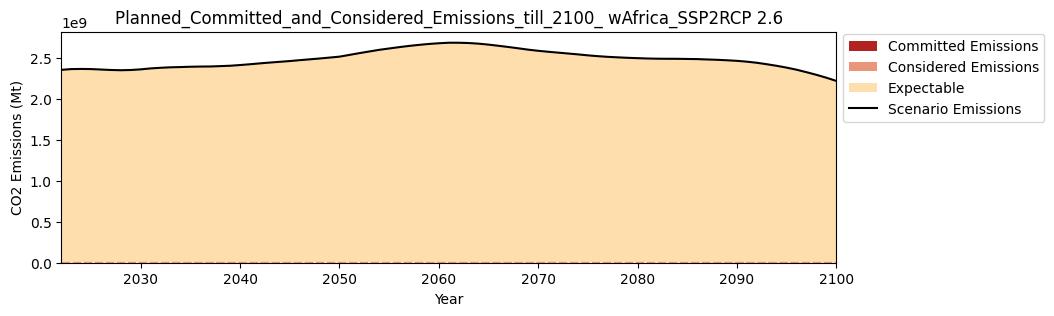 Planned_Committed_and_Considered_Emissions_till_2100_ wAfrica_SSP2RCP 2.6
1e9
Committed Emissions
Considered Emissions
Expectable
Scenario Emissions
CO2 Emissions (Mt)
2.5
2.0
1.5
1.0
0.5
0.0
2030 2040 2050 2060 2070 2080 2090 2100
Year